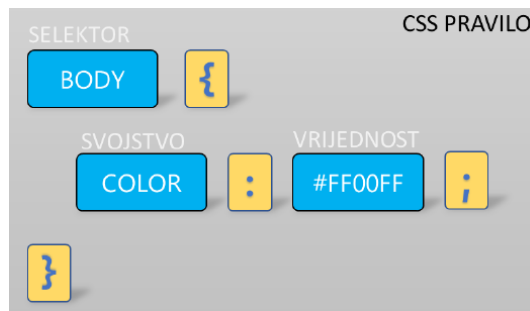 CSS PRAVILO
SELEKTOR
BODY {
SVOJSTVO VRIJEDNOST
COLOR : #FF00FF ;
}